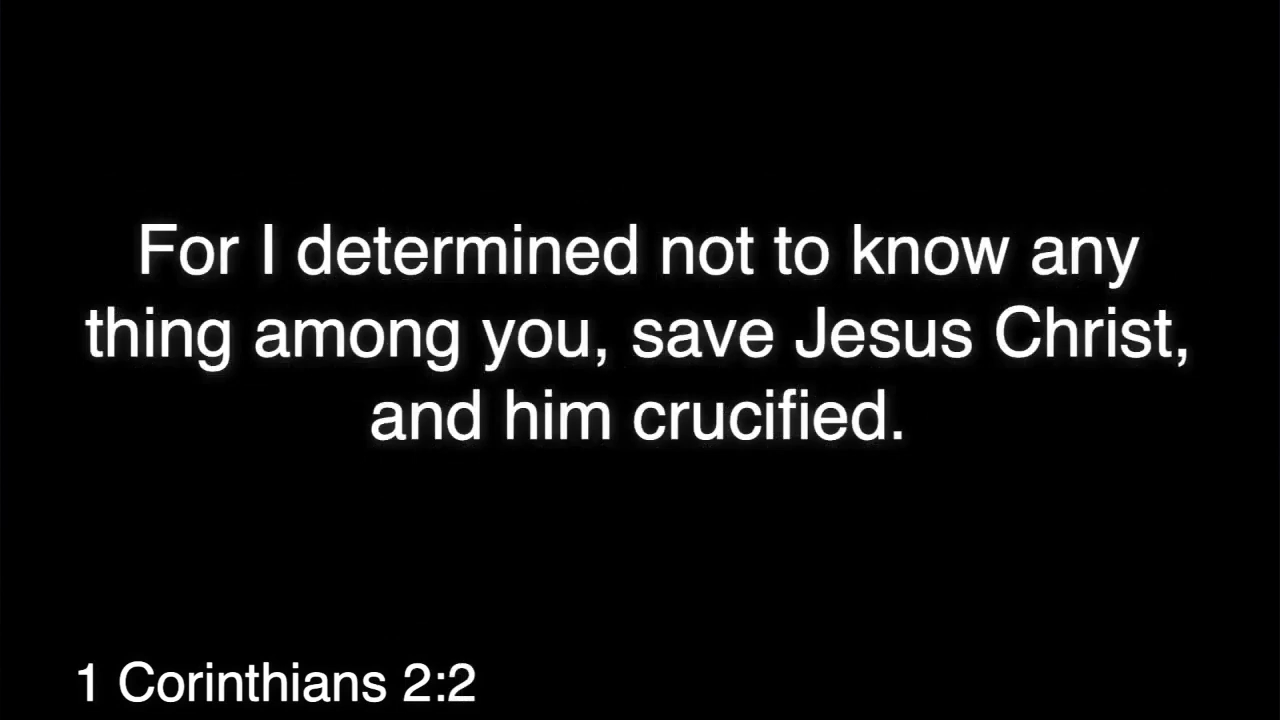 For I determined not to know any
thing among you, save Jesus Christ,
and him crucified.
1 Corinthians 2:2